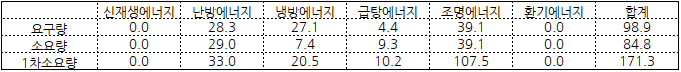 신재생에너지 난방에너지 냉방에너지 급탕에너지 조명에너지 환기에너지 합계
요구량 0.0 28.3 27.1 4.4 39.1 0.0 98.9
소요량 0.0 29.0 7.4 9.3 39.1 0.0 84.8
1차소요량 0.0 33.0 20.5 10.2 107.5 0.0 171.3